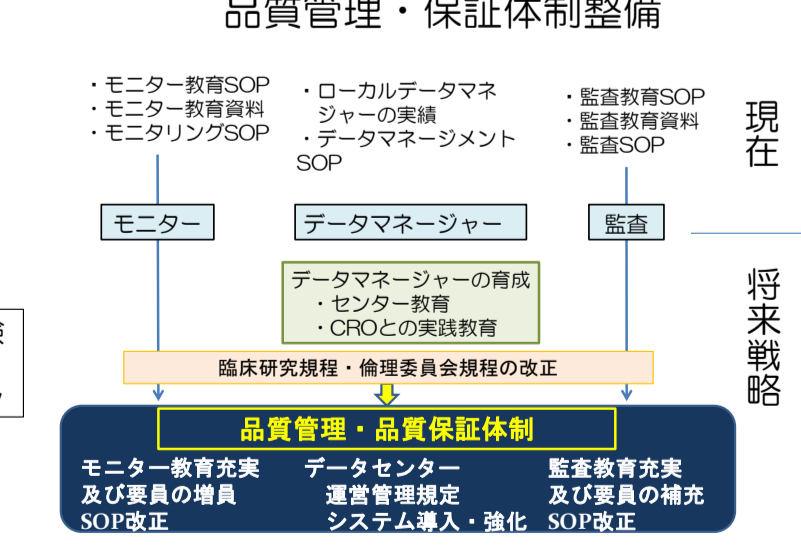 品質管理・保証体制整備
・モニター教育SOP
・モニター教育資料
・モニタリングSOP
・ローカルデータマネ
ジャーの実績
・データマネージメント
SOP
・監査教育SOP
・監査教育資料
・監査SOP
現在
モニター
データマネージャー
監査
将来戦略
データマネージャーの育成
・センター教育
・CROとの実践教育
臨床研究規程・倫理委員会規程の改正
品質管理・品質保証体制
モニター教育充実
及び要員の増員
SOP改正
データセンター
運営管理規定
システム導入・強化
監査教育充実
及び要員の補充
SOP改正